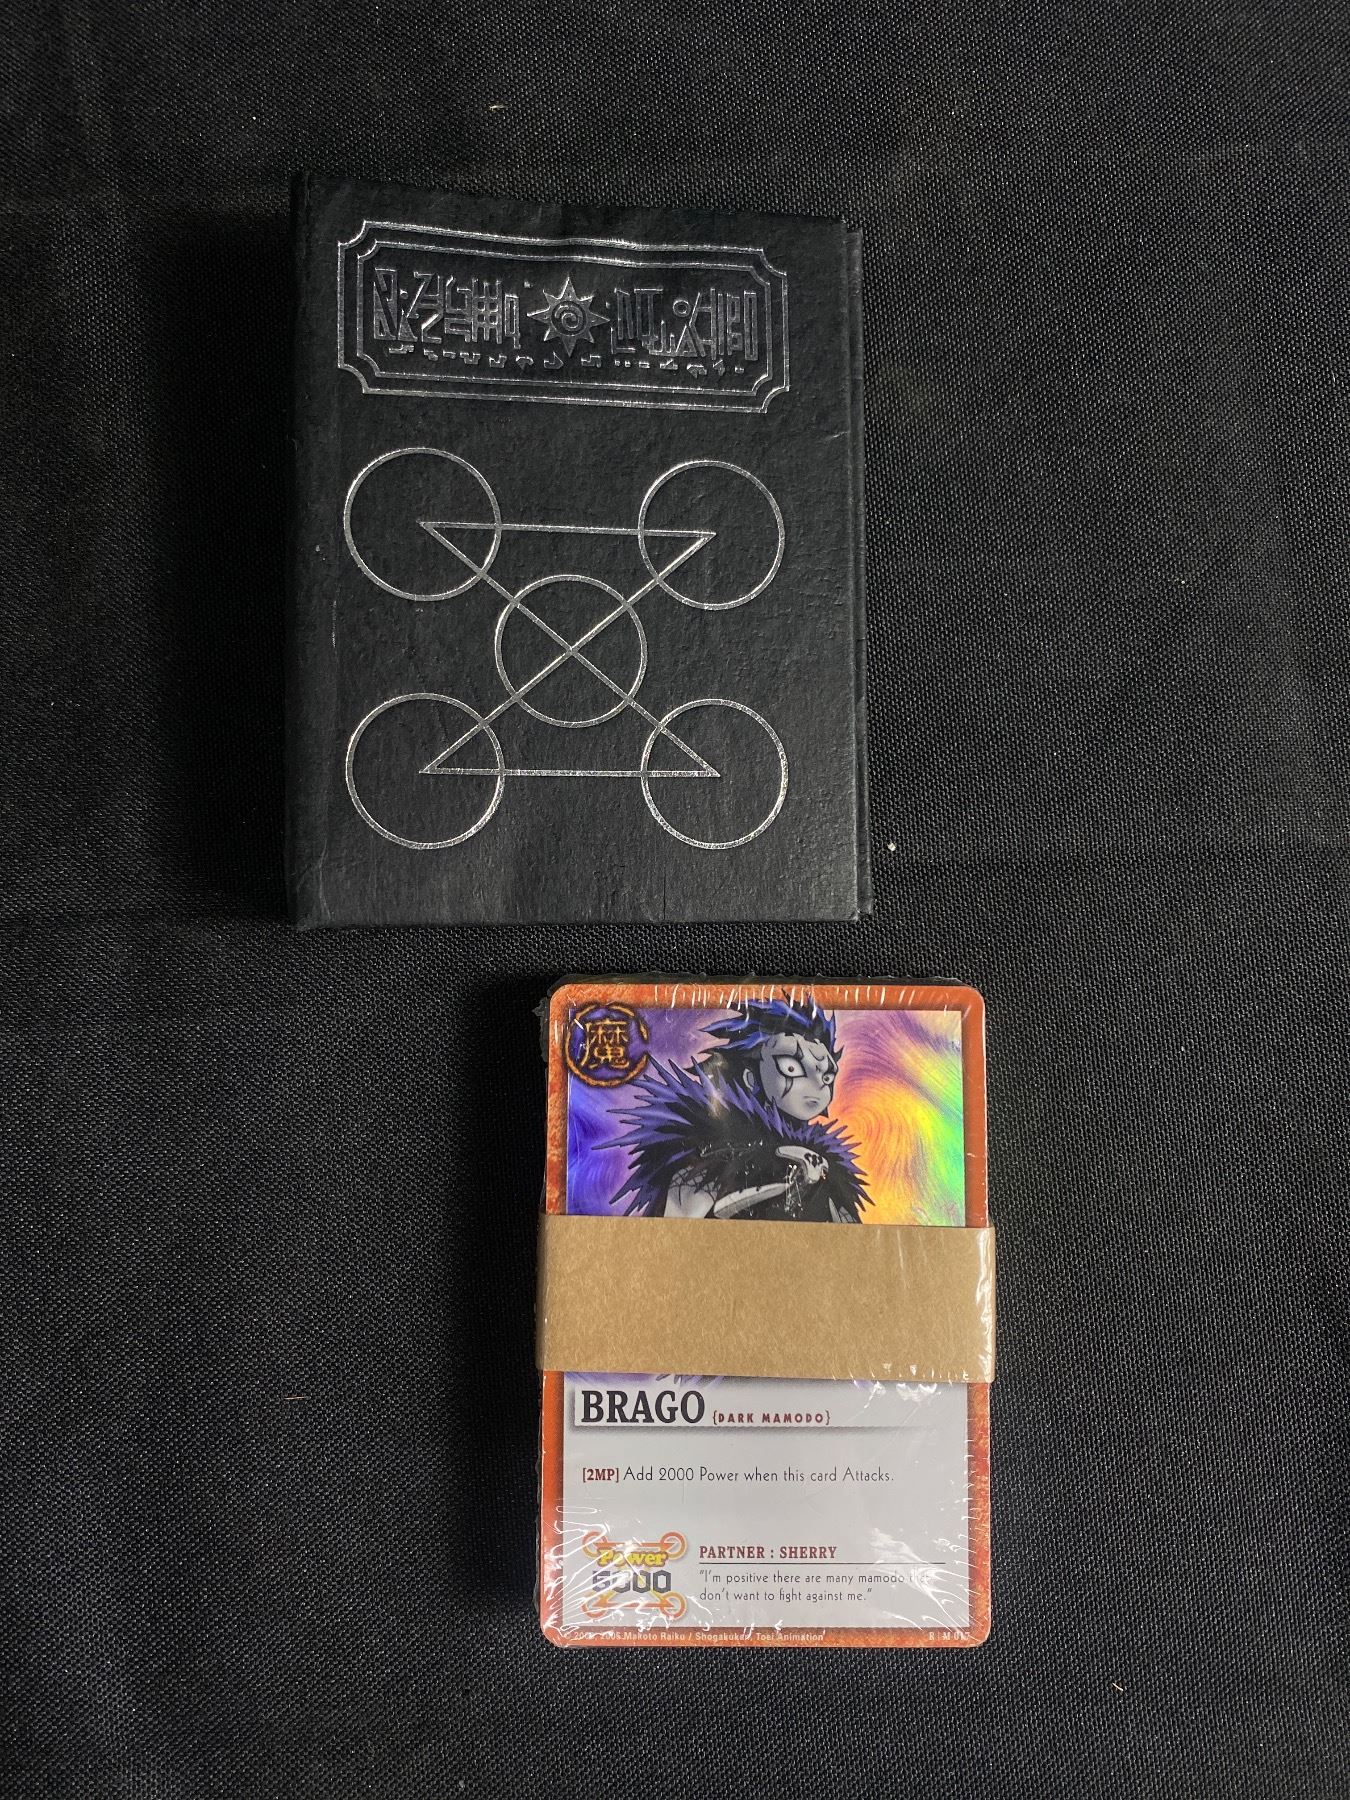 魔
BRAGO {DARK MAMODO}
[2MP] Add 2000 Power when this card Attacks.
Power
5000
PARTNER : SHERRY
"I'm positive there are many mamodo
don't want to fight against me."
Makoto Raiku / Shogakukan, Toei Animation